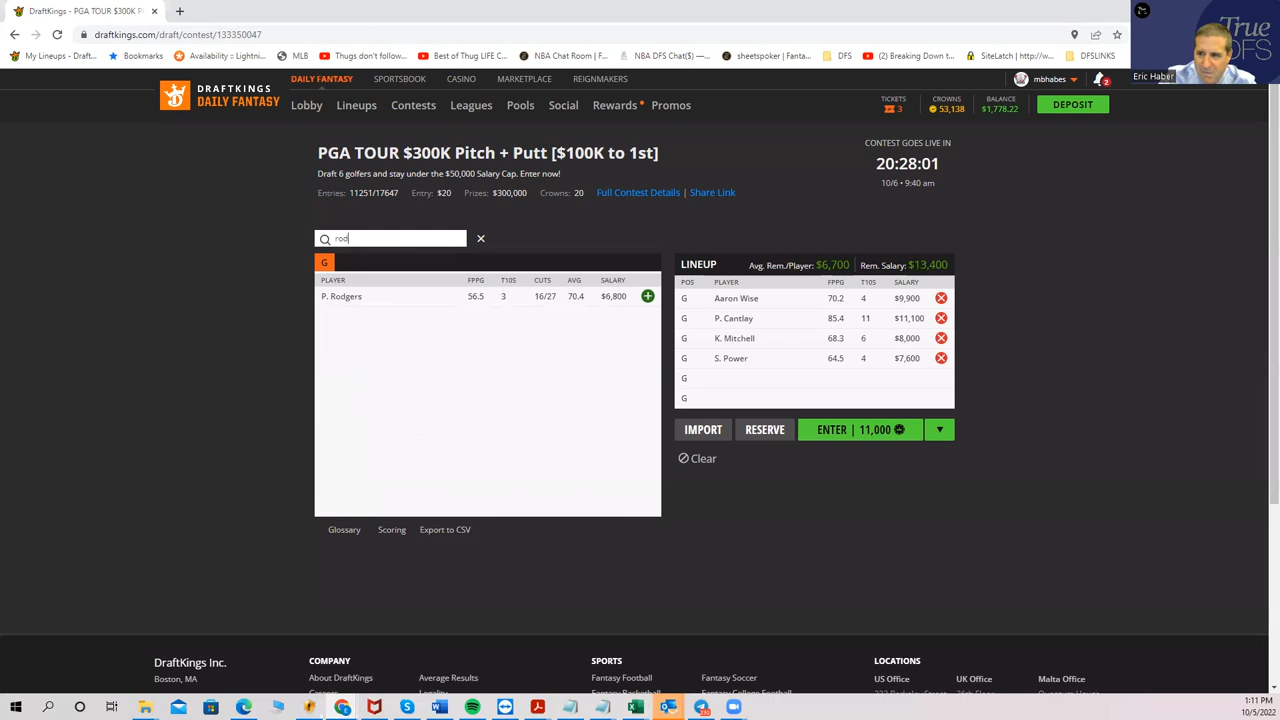 DraftKings - PGA TOUR $300K P
draftkings.com/draft/contest/133350047
My Lineups - Draft...
Bookmarks
Availability :: Lightni...
MLB
Thugs don't follow...
Best of Thug LIFE C...
NBA Chat Room | F...
NBA DFS Chat($) —...
sheetspoker | Fanta...
DFS
(2) Breaking Down t...
SiteLatch | http://w...
DFSLINKS
True
DFS
Eric Haber
DRAFTKINGS
DAILY FANTASY
DAILY FANTASY
SPORTSBOOK
CASINO
MARKETPLACE
REIGNMAKERS
mbhabes
2
Lobby
Lineups
Contests
Leagues
Pools
Social
Rewards
Promos
TICKETS
3
CROWNS
53,138
BALANCE
$1,778.22
DEPOSIT
PGA TOUR $300K Pitch + Putt [$100K to 1st]
Draft 6 golfers and stay under the $50,000 Salary Cap. Enter now!
Entries: 11251/17647 Entry: $20 Prizes: $300,000 Crowns: 20 Full Contest Details | Share Link
CONTEST GOES LIVE IN
20:28:01
10/6 • 9:40 am
rod
G
PLAYER FPPG T10S CUTS AVG SALARY
P. Rodgers 56.5 3 16/27 70.4 $6,800
LINEUP Avg. Rem./Player: $6,700 Rem. Salary: $13,400
POS PLAYER FPPG T10S SALARY
G Aaron Wise 70.2 4 $9,900
G P. Cantlay 85.4 11 $11,100
G K. Mitchell 68.3 6 $8,000
G S. Power 64.5 4 $7,600
G
G
IMPORT
RESERVE
ENTER | 11,000
Clear
Glossary
Scoring
Export to CSV
DraftKings Inc.
Boston, MA
COMPANY
About DraftKings
Average Results
SPORTS
Fantasy Football
Fantasy Soccer
LOCATIONS
US Office
UK Office
Malta Office
1:11 PM
10/5/2022